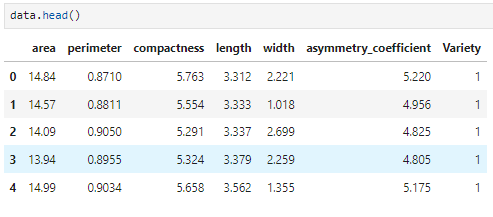 data.head()
area perimeter compactness length width asymmetry_coefficient Variety
0 14.84 0.8710 5.763 3.312 2.221 5.220 1
1 14.57 0.8811 5.554 3.333 1.018 4.956 1
2 14.09 0.9050 5.291 3.337 2.699 4.825 1
3 13.94 0.8955 5.324 3.379 2.259 4.805 1
4 14.99 0.9034 5.658 3.562 1.355 5.175 1